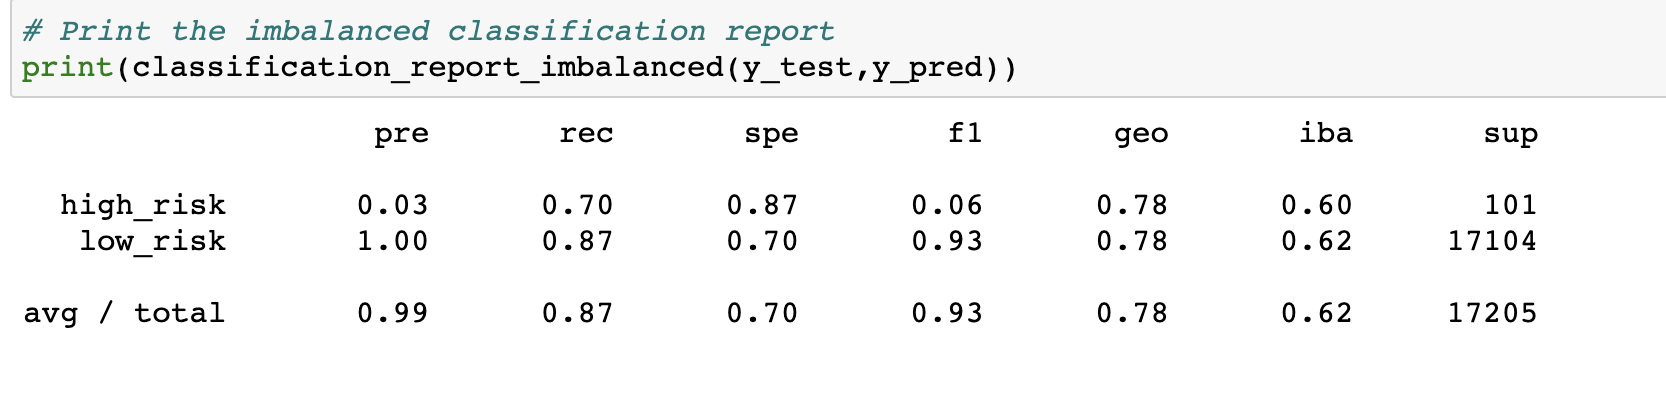 # Print the imbalanced classification report
print(classification_report_imbalanced(y_test,y_pred))
pre rec spe f1 geo iba sup
high_risk 0.03 0.70 0.87 0.06 0.78 0.60 101
low_risk 1.00 0.87 0.70 0.93 0.78 0.62 17104
avg / total 0.99 0.87 0.70 0.93 0.78 0.62 17205